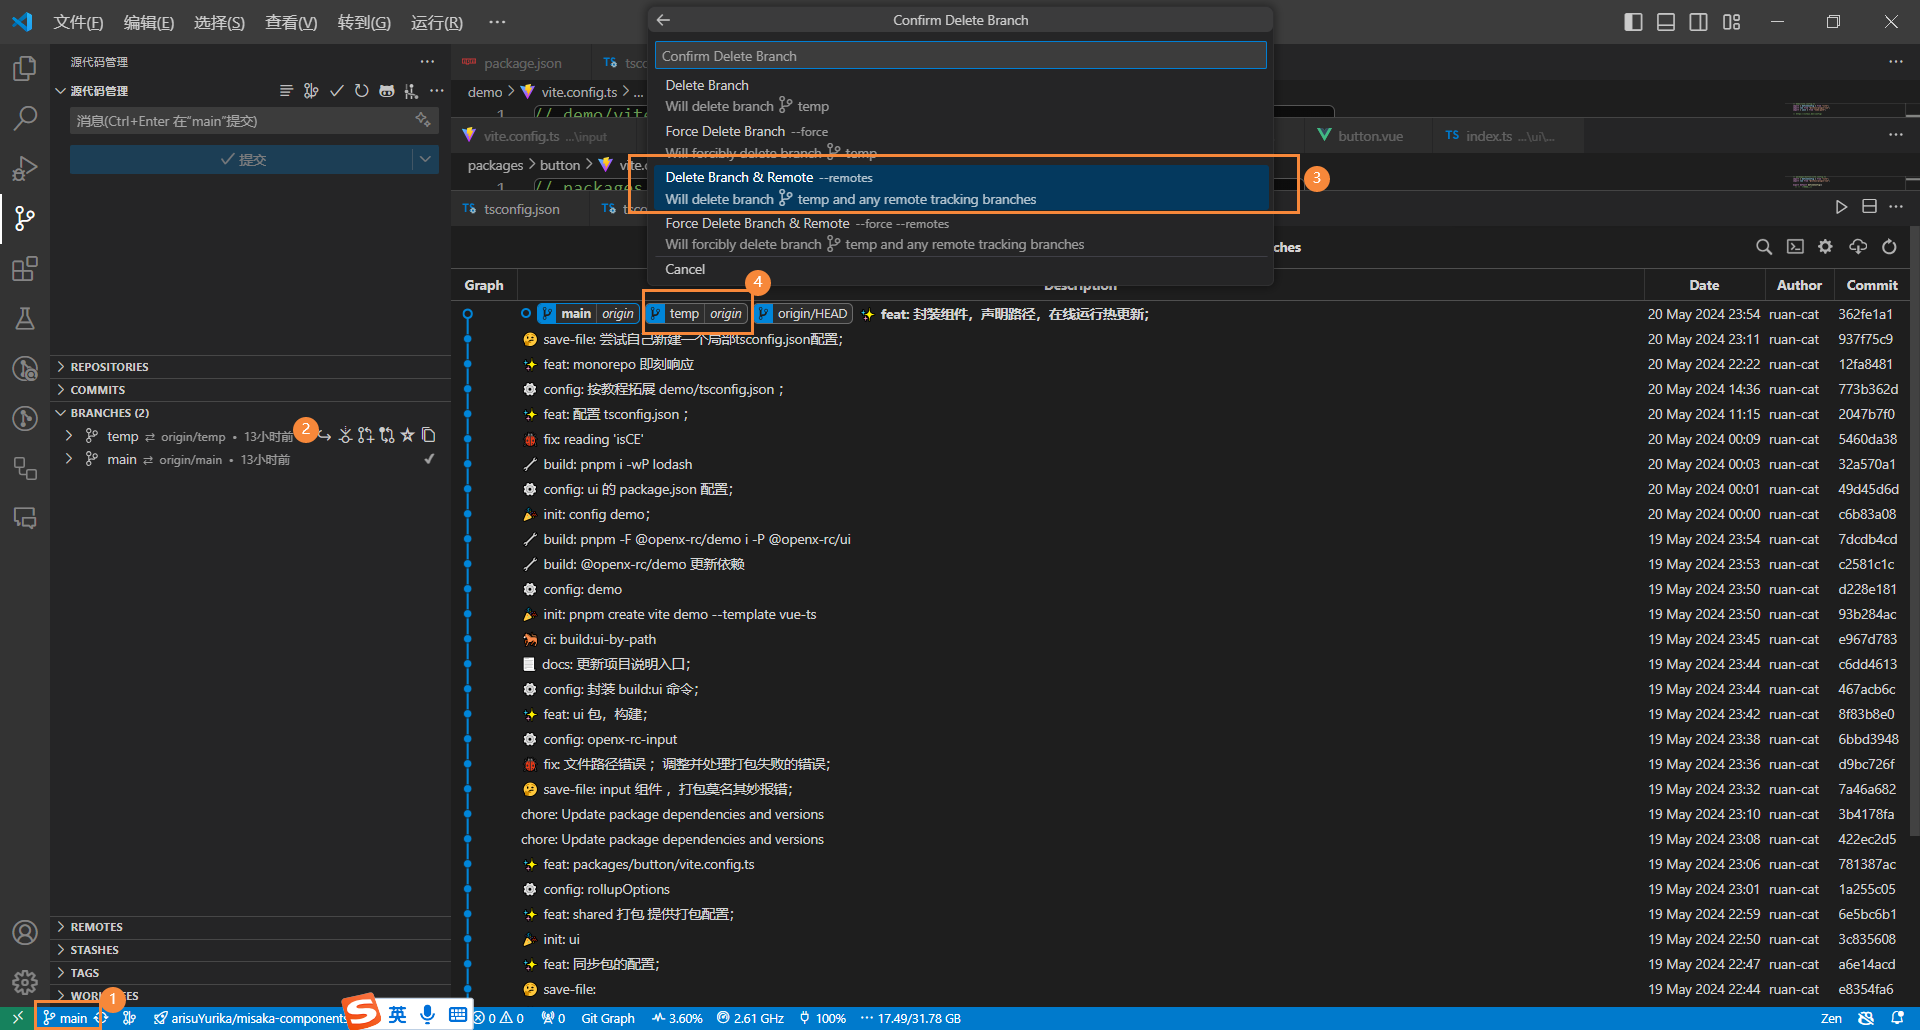 文件(F) 编辑(E) 选择(S) 查看(V) 转到(G) 运行(R) ···
Confirm Delete Branch
Confirm Delete Branch
Delete Branch
Will delete branch temp
Force Delete Branch --force
Will forcibly delete branch temp
Delete Branch & Remote --remotes
Will delete branch temp and any remote tracking branches
Force Delete Branch & Remote --force --remotes
Will forcibly delete branch temp and any remote tracking branches
Cancel
3
4
源代码管理
源代码管理
消息(Ctrl+Enter 在“main”提交)
提交
REPOSITORIES
COMMITS
BRANCHES (2)
temp ⇄ origin/temp • 13小时前
2
main ⇄ origin/main • 13小时前
REMOTES
STASHES
TAGS
1
package.json
demo > vite.config.ts > ...
1 // demo/vite
vite.config.ts ...\input
button.vue
TS index.ts ...\ui\...
packages > button > vite.
1 // packages
TS tsconfig.json
Graph Description Date Author Commit
main origin temp origin origin/HEAD ✨ feat: 封装组件，声明路径，在线运行热更新； 20 May 2024 23:54 ruan-cat 362fe1a1
🤔 save-file: 尝试自己新建一个局部tsconfig.json配置； 20 May 2024 23:11 ruan-cat 937f75c9
✨ feat: monorepo 即刻响应 20 May 2024 22:22 ruan-cat 12fa8481
⚙ config: 按教程拓展 demo/tsconfig.json ； 20 May 2024 14:36 ruan-cat 773b362d
✨ feat: 配置 tsconfig.json ； 20 May 2024 11:15 ruan-cat 2047b7f0
🐞 fix: reading 'isCE' 20 May 2024 00:09 ruan-cat 5460da38
build: pnpm i -wP lodash 20 May 2024 00:03 ruan-cat 32a570a1
⚙ config: ui 的 package.json 配置； 20 May 2024 00:01 ruan-cat 49d45d6d
🎉 init: config demo； 20 May 2024 00:00 ruan-cat c6b83a08
build: pnpm -F @openx-rc/demo i -P @openx-rc/ui 19 May 2024 23:54 ruan-cat 7dcdb4cd
build: @openx-rc/demo 更新依赖 19 May 2024 23:53 ruan-cat c2581c1c
⚙ config: demo 19 May 2024 23:50 ruan-cat d228e181
🎉 init: pnpm create vite demo --template vue-ts 19 May 2024 23:50 ruan-cat 93b284ac
🐎 ci: build:ui-by-path 19 May 2024 23:45 ruan-cat e967d783
docs: 更新项目说明入口； 19 May 2024 23:44 ruan-cat c6dd4613
⚙ config: 封装 build:ui 命令； 19 May 2024 23:44 ruan-cat 467acb6c
✨ feat: ui 包，构建； 19 May 2024 23:42 ruan-cat 8f83b8e0
⚙ config: openx-rc-input 19 May 2024 23:38 ruan-cat 6bbd3948
🐞 fix: 文件路径错误 ；调整并处理打包失败的错误； 19 May 2024 23:36 ruan-cat d9bc726f
🤔 save-file: input 组件 ，打包莫名其妙报错； 19 May 2024 23:32 ruan-cat 7a46a682
chore: Update package dependencies and versions 19 May 2024 23:10 ruan-cat 3b4178fa
chore: Update package dependencies and versions 19 May 2024 23:08 ruan-cat 422ec2d5
✨ feat: packages/button/vite.config.ts 19 May 2024 23:06 ruan-cat 781387ac
⚙ config: rollupOptions 19 May 2024 23:01 ruan-cat 1a255c05
✨ feat: shared 打包 提供打包配置； 19 May 2024 22:59 ruan-cat 6e5bc6b1
🎉 init: ui 19 May 2024 22:50 ruan-cat 3c835608
✨ feat: 同步包的配置； 19 May 2024 22:47 ruan-cat a6e14acd
🤔 save-file: 19 May 2024 22:44 ruan-cat e8354fa6
main arisuYurika/misaka-components 英 0 0 0 Git Graph 3.60% 2.61 GHz 100% ··· 17.49/31.78 GB Zen